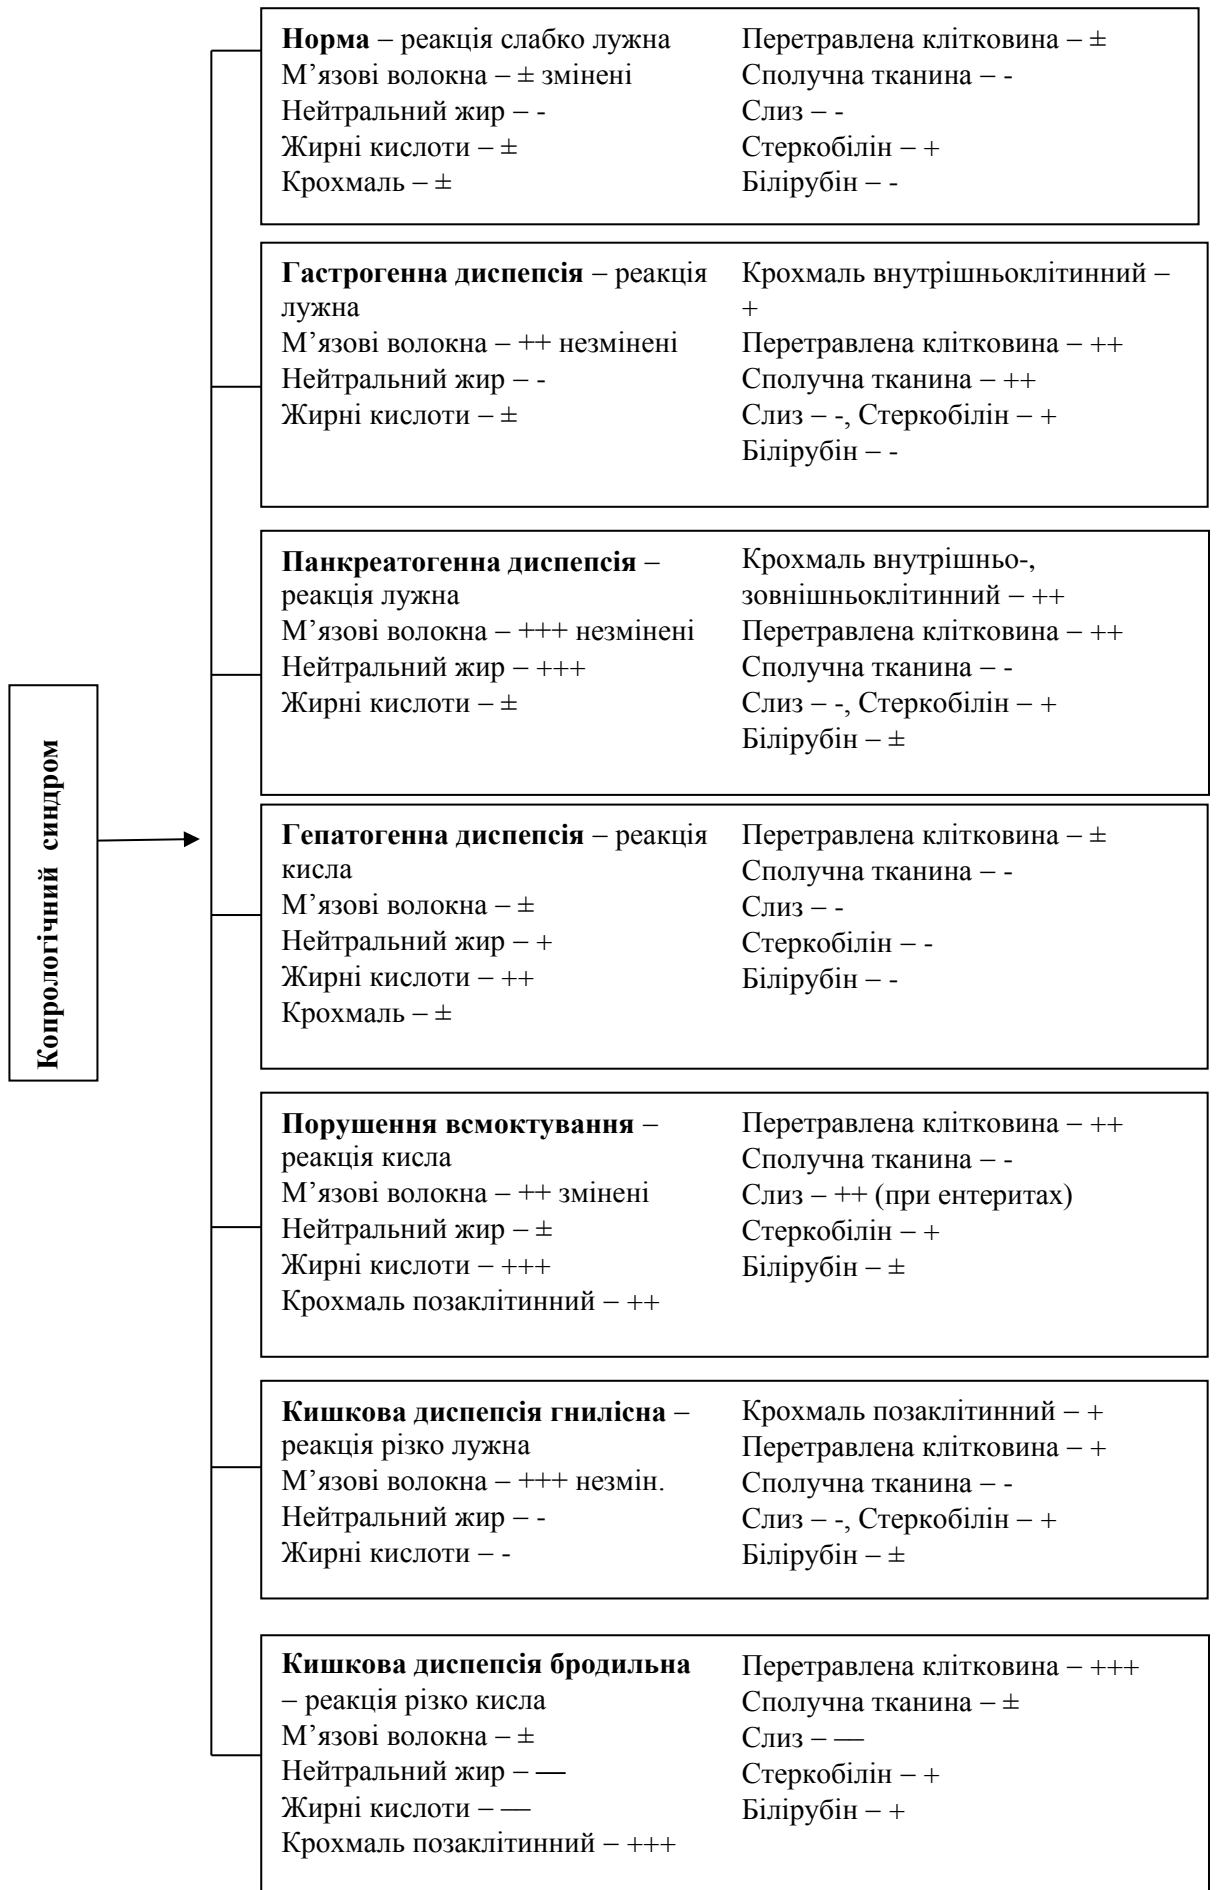 Копрологічний синдром
Норма – реакція слабко лужна
М’язові волокна – ± змінені
Нейтральний жир – -
Жирні кислоти – ±
Крохмаль – ±
Перетравлена клітковина – ±
Сполучна тканина – -
Слиз – -
Стеркобілін – +
Білірубін – -
Гастрогенна диспепсія – реакція
лужна
М’язові волокна – ++ незмінені
Нейтральний жир – -
Жирні кислоти – ±
Крохмаль внутрішньоклітинний –
+
Перетравлена клітковина – ++
Сполучна тканина – ++
Слиз – -, Стеркобілін – +
Білірубін – -
Панкреатогенна диспепсія –
реакція лужна
М’язові волокна – +++ незмінені
Нейтральний жир – +++
Жирні кислоти – ±
Крохмаль внутрішньо-,
зовнішньоклітинний – ++
Перетравлена клітковина – ++
Сполучна тканина – -
Слиз – -, Стеркобілін – +
Білірубін – ±
Гепатогенна диспепсія – реакція
кисла
М’язові волокна – ±
Нейтральний жир – +
Жирні кислоти – ++
Крохмаль – ±
Перетравлена клітковина – ±
Сполучна тканина – -
Слиз – -
Стеркобілін – -
Білірубін – -
Порушення всмоктування –
реакція кисла
М’язові волокна – ++ змінені
Нейтральний жир – ±
Жирні кислоти – +++
Крохмаль позаклітинний – ++
Перетравлена клітковина – ++
Сполучна тканина – -
Слиз – ++ (при ентеритах)
Стеркобілін – +
Білірубін – ±
Кишкова диспепсія гнилісна –
реакція різко лужна
М’язові волокна – +++ незмін.
Нейтральний жир – -
Жирні кислоти – -
Крохмаль позаклітинний – +
Перетравлена клітковина – +
Сполучна тканина – -
Слиз – -, Стеркобілін – +
Білірубін – ±
Кишкова диспепсія бродильна
– реакція різко кисла
М’язові волокна – ±
Нейтральний жир – —
Жирні кислоти – —
Крохмаль позаклітинний – +++
Перетравлена клітковина – +++
Сполучна тканина – ±
Слиз – —
Стеркобілін – +
Білірубін – +